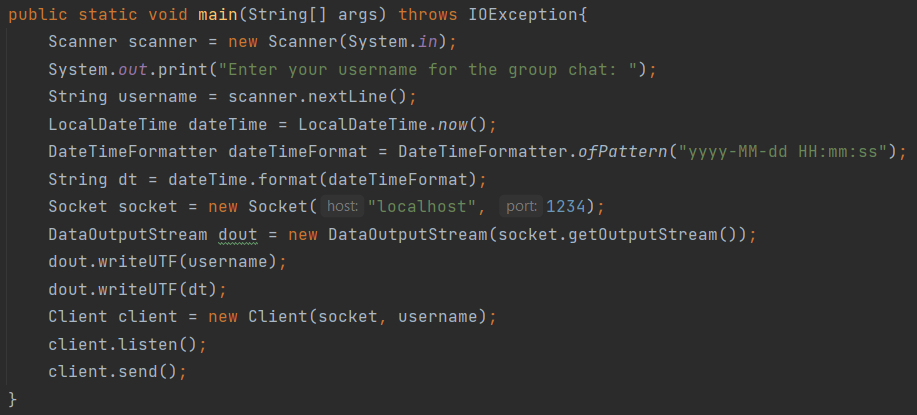 public static void main(String[] args) throws IOException{
    Scanner scanner = new Scanner(System.in);
    System.out.print("Enter your username for the group chat: ");
    String username = scanner.nextLine();
    LocalDateTime dateTime = LocalDateTime.now();
    DateTimeFormatter dateTimeFormat = DateTimeFormatter.ofPattern("yyyy-MM-dd HH:mm:ss");
    String dt = dateTime.format(dateTimeFormat);
    Socket socket = new Socket( host: "localhost", port: 1234);
    DataOutputStream dout = new DataOutputStream(socket.getOutputStream());
    dout.writeUTF(username);
    dout.writeUTF(dt);
    Client client = new Client(socket, username);
    client.listen();
    client.send();
}